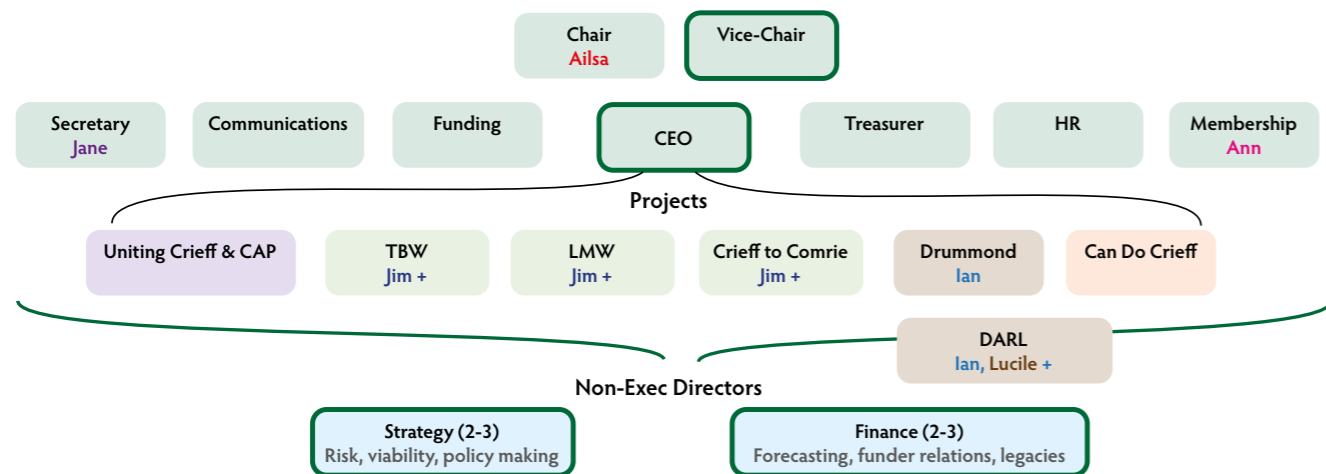 Chair
Ailsa
Vice-Chair
Secretary
Jane
Communications
Funding
CEO
Treasurer
HR
Membership
Ann
Projects
Uniting Crieff & CAP
TBW
Jim +
LMW
Jim +
Crieff to Comrie
Jim +
Drummond
Ian
Can Do Crieff
DARL
Ian, Lucile +
Non-Exec Directors
Strategy (2-3)
Risk, viability, policy making
Finance (2-3)
Forecasting, funder relations, legacies